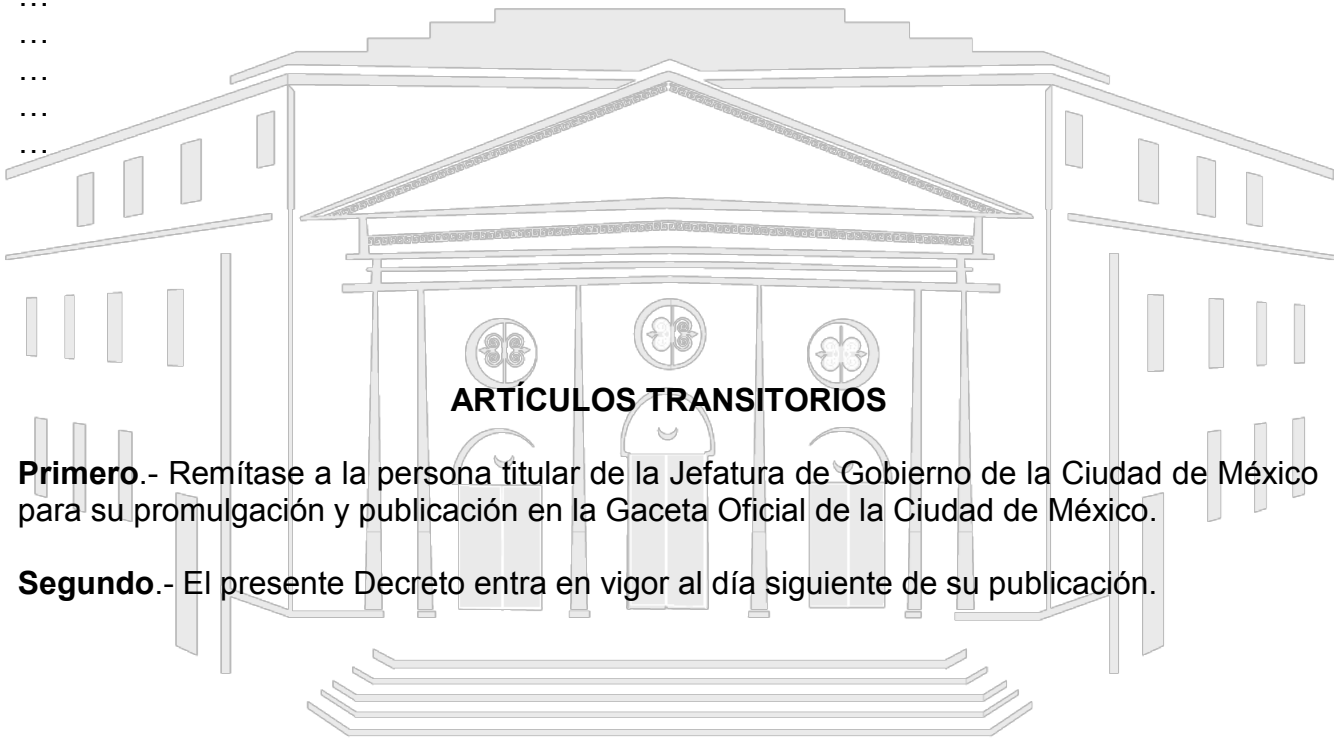 …
…
…
…
…
ARTÍCULOS TRANSITORIOS
Primero.- Remítase a la persona titular de la Jefatura de Gobierno de la Ciudad de México
para su promulgación y publicación en la Gaceta Oficial de la Ciudad de México.
Segundo.- El presente Decreto entra en vigor al día siguiente de su publicación.